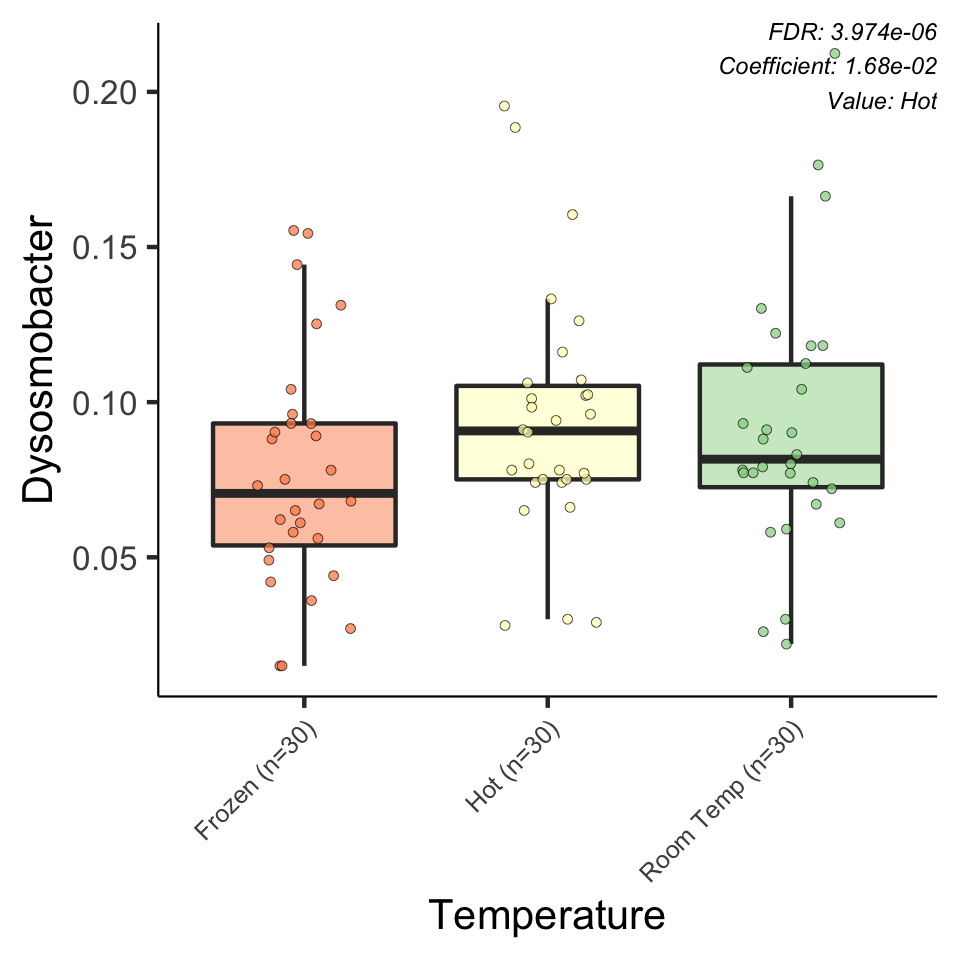 FDR: 3.974e-06
Coefficient: 1.68e-02
Value: Hot
Dysosmobacter
0.20
0.15
0.10
0.05
Frozen (n=30)
Hot (n=30)
Room Temp (n=30)
Temperature